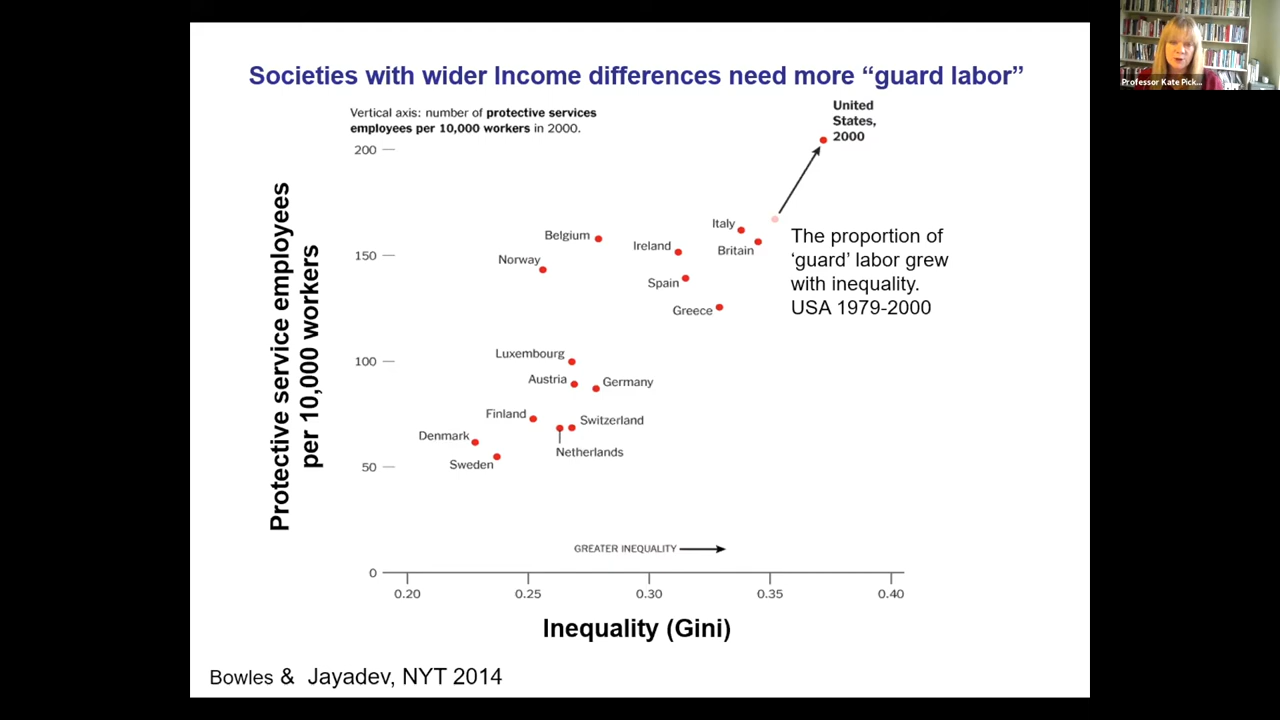 Societies with wider Income differences need more “guard labor”
Vertical axis: number of protective services
employees per 10,000 workers in 2000.
Protective service employees
per 10,000 workers
200
150
100
50
0
United
States,
2000
Italy
Britain
Belgium
Ireland
Norway
Spain
Greece
The proportion of
‘guard’ labor grew
with inequality.
USA 1979-2000
Luxembourg
Austria
Germany
Finland
Switzerland
Denmark
Netherlands
Sweden
GREATER INEQUALITY
0.20
0.25
0.30
0.35
0.40
Inequality (Gini)
Bowles & Jayadev, NYT 2014
Professor Kate Pick...